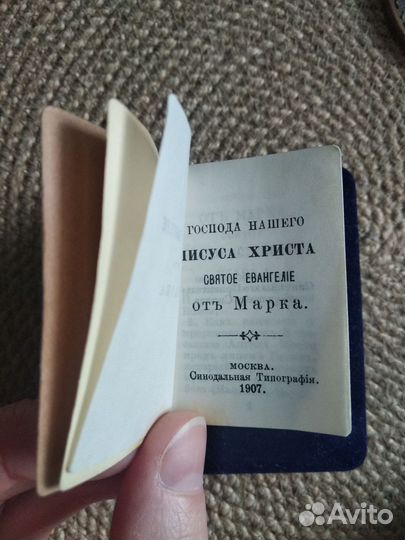 ГОСПОДА НАШЕГО
ІИСУСА ХРИСТА
СВЯТОЕ ЕВАНГЕЛІЕ
отъ Марка.
МОСКВА.
Синодальная Типографія.
1907.
Avito